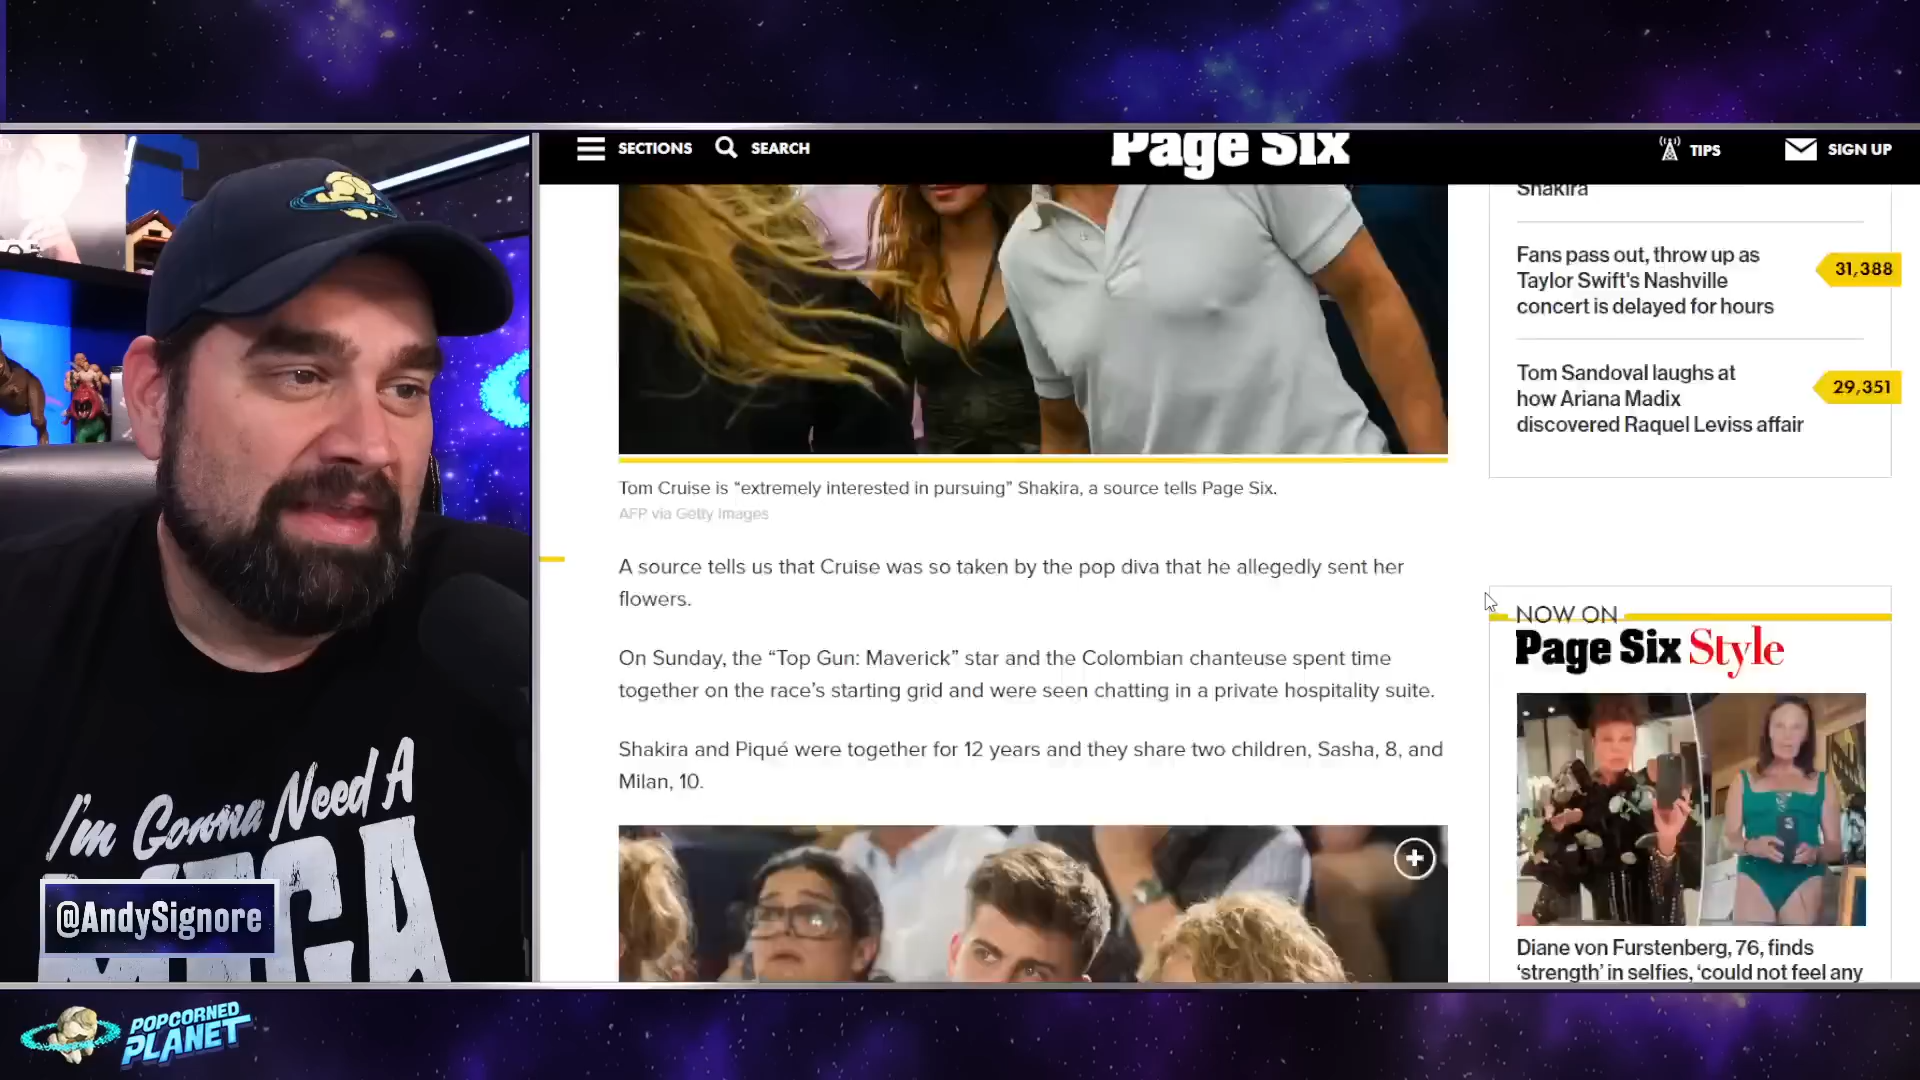 SECTIONS
SEARCH
Page Six
TIPS
SIGN UP
Shakira
Fans pass out, throw up as
Taylor Swift's Nashville
concert is delayed for hours
31,388
Tom Sandoval laughs at
how Ariana Madix
discovered Raquel Leviss affair
29,351
Tom Cruise is “extremely interested in pursuing” Shakira, a source tells Page Six.
AFP via Getty Images
A source tells us that Cruise was so taken by the pop diva that he allegedly sent her
flowers.
On Sunday, the “Top Gun: Maverick” star and the Colombian chanteuse spent time
together on the race’s starting grid and were seen chatting in a private hospitality suite.
Shakira and Piqué were together for 12 years and they share two children, Sasha, 8, and
Milan, 10.
NOW ON
Page Six Style
Diane von Furstenberg, 76, finds
‘strength’ in selfies, ‘could not feel any
I'm Gonna Need A
@AndySignore
POPCORNED
PLANET